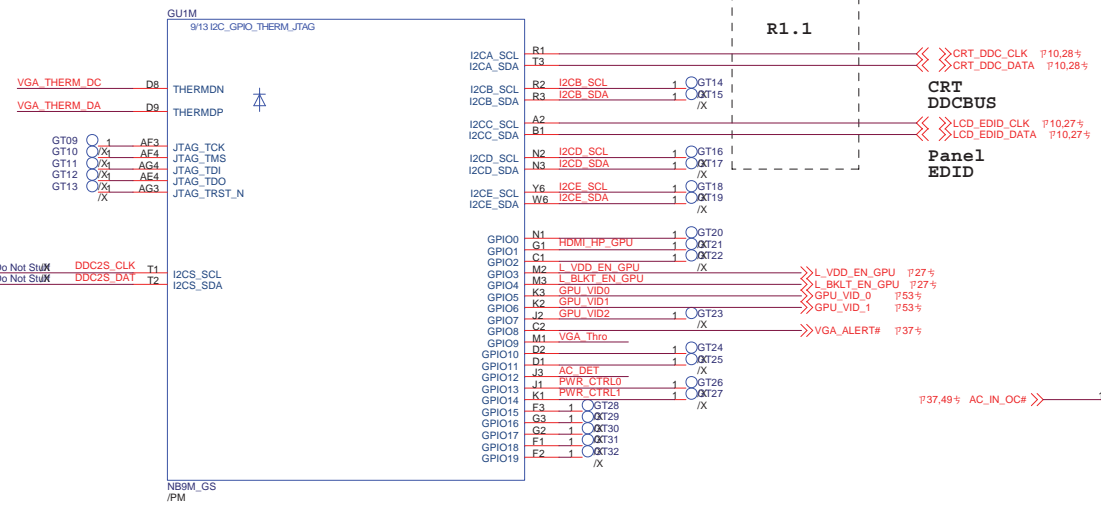 GU1M
9/13 I2C_GPIO_THERM_JTAG
R1.1
VGA_THERM_DC D8 THERMDN
VGA_THERM_DA D9 THERMDP
GT09 1 AF3 JTAG_TCK
GT10 /X 1 AF4 JTAG_TMS
GT11 /X 1 AG4 JTAG_TDI
GT12 /X 1 AE4 JTAG_TDO
GT13 /X 1 AG3 JTAG_TRST_N
/X
DDC2S_CLK T1 I2CS_SCL
DDC2S_DAT T2 I2CS_SDA
I2CA_SCL R1 CRT_DDC_CLK 10,28
I2CA_SDA T3 CRT_DDC_DATA 10,28
I2CB_SCL R2 I2CB_SCL 1 GT14
I2CB_SDA R3 I2CB_SDA 1 GT15
/X
CRT
DDCBUS
I2CC_SCL A2 LCD_EDID_CLK 10,27
I2CC_SDA B1 LCD_EDID_DATA 10,27
Panel
EDID
I2CD_SCL N2 I2CD_SCL 1 GT16
I2CD_SDA N3 I2CD_SDA 1 GT17
/X
I2CE_SCL Y6 I2CE_SCL 1 GT18
I2CE_SDA W6 I2CE_SDA 1 GT19
/X
GPIO0 N1 1 GT20
GPIO1 G1 HDMI_HP_GPU 1 GT21
GPIO2 C1 1 GT22
/X
GPIO3 M2 L_VDD_EN_GPU L_VDD_EN_GPU 27
GPIO4 M3 L_BLKT_EN_GPU L_BKLT_EN_GPU 27
GPIO5 K3 GPU_VID0 GPU_VID_0 53
GPIO6 K2 GPU_VID1 GPU_VID_1 53
GPIO7 J2 GPU_VID2 1 GT23
/X
GPIO8 C2 VGA_ALERT# 37
GPIO9 M1 VGA_Thro
GPIO10 D2 1 GT24
GPIO11 D1 1 GT25
/X
GPIO12 J3 AC_DET
GPIO13 J1 PWR_CTRL0 1 GT26
GPIO14 K1 PWR_CTRL1 1 GT27
/X
GPIO15 F3 1 GT28
GPIO16 G3 1 GT29
GPIO17 G2 1 GT30
GPIO18 F1 1 GT31
GPIO19 F2 1 GT32
/X
37,49 AC_IN_OC#
NB9M_GS
/PM